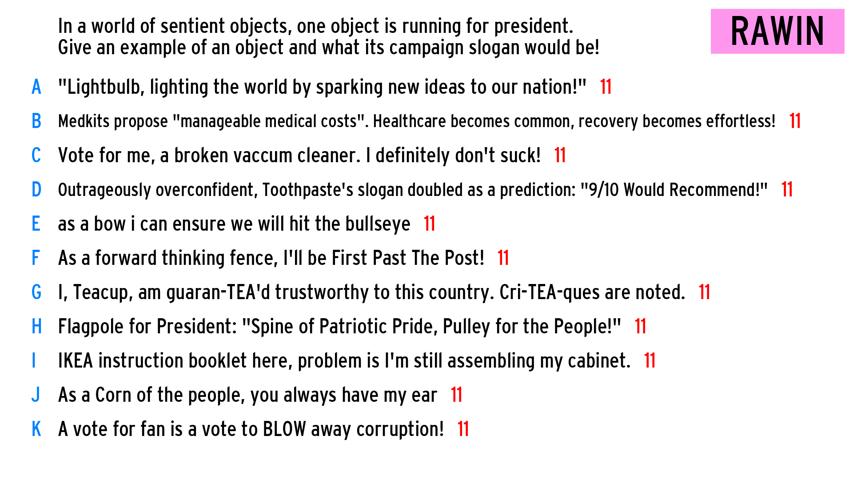 In a world of sentient objects, one object is running for president.
Give an example of an object and what its campaign slogan would be!
RAWIN
A "Lightbulb, lighting the world by sparking new ideas to our nation!" 11
B Medkits propose "manageable medical costs". Healthcare becomes common, recovery becomes effortless! 11
C Vote for me, a broken vaccum cleaner. I definitely don't suck! 11
D Outrageously overconfident, Toothpaste's slogan doubled as a prediction: "9/10 Would Recommend!" 11
E as a bow i can ensure we will hit the bullseye 11
F As a forward thinking fence, I'll be First Past The Post! 11
G I, Teacup, am guaran-TEA'd trustworthy to this country. Cri-TEA-ques are noted. 11
H Flagpole for President: "Spine of Patriotic Pride, Pulley for the People!" 11
I IKEA instruction booklet here, problem is I'm still assembling my cabinet. 11
J As a Corn of the people, you always have my ear 11
K A vote for fan is a vote to BLOW away corruption! 11